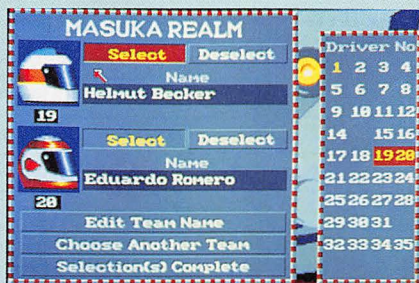 MASUKA REALM
Select Deselect
Name
Helmut Becker
19
Select Deselect
Name
Eduardo Romero
20
Edit Team Name
Choose Another Team
Selection(s) Complete
Driver No
1 2 3 4
5 6 7 8
9 10 11 12
14 15 16
17 18 19 20
21 22 23 24
25 26 27 28
29 30 31
32 33 34 35